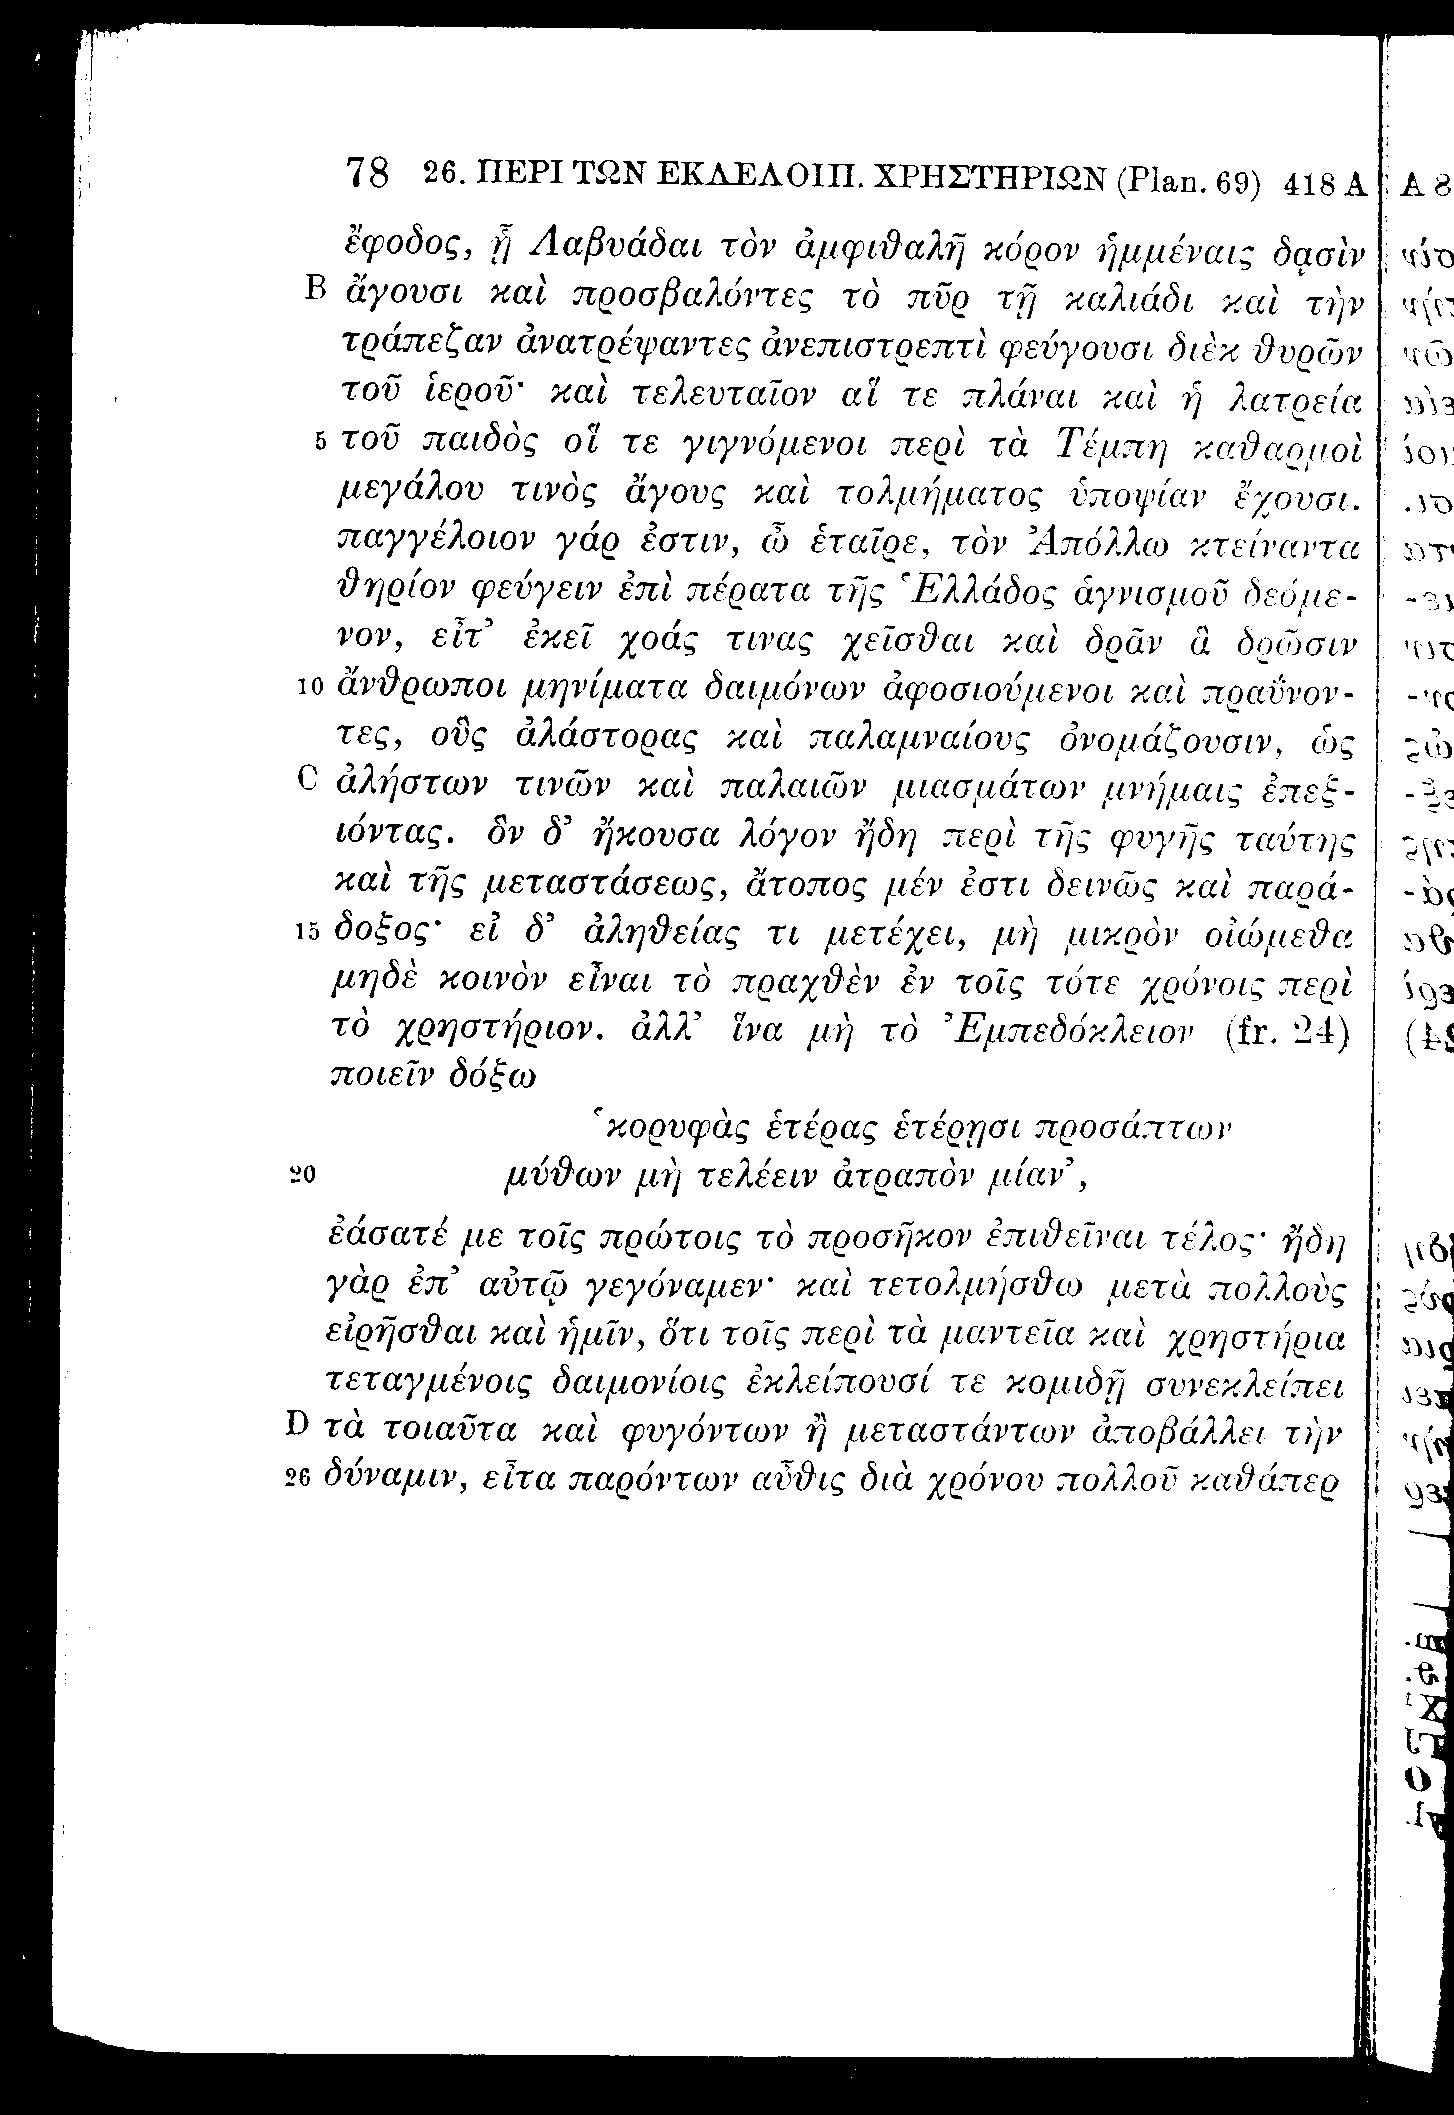 78 26. ΠΕΡΙ ΤΩΝ ΕΚΛΕΛΟΙΠ. ΧΡΗΣΤΗΡΙΩΝ (Plan. 69) 418 A
ἔφοδος, ᾗ Λαβυάδαι τὸν ἀμφιθαλῆ κόρον ἡμμέναις δᾳσὶν
B ἄγουσι καὶ προσβαλόντες τὸ πῦρ τῇ καλιάδι καὶ τὴν
τράπεζαν ἀνατρέψαντες ἀνεπιστρεπτὶ φεύγουσι διὲκ θυρῶν
τοῦ ἱεροῦ· καὶ τελευταῖον αἵ τε πλάναι καὶ ἡ λατρεία
5 τοῦ παιδὸς οἵ τε γιγνόμενοι περὶ τὰ Τέμπη καθαρμοὶ
μεγάλου τινὸς ἄγους καὶ τολμήματος ὑποψίαν ἔχουσι.
παγγέλοιον γάρ ἐστιν, ὦ ἑταῖρε, τὸν Ἀπόλλω κτείναντα
θηρίον φεύγειν ἐπὶ πέρατα τῆς Ἑλλάδος ἁγνισμοῦ δεόμε-
νον, εἶτ’ ἐκεῖ χοάς τινας χεῖσθαι καὶ δρᾶν ἃ δρῶσιν
10 ἄνθρωποι μηνίματα δαιμόνων ἀφοσιούμενοι καὶ πραΰνον-
τες, οὓς ἀλάστορας καὶ παλαμναίους ὀνομάζουσιν, ὡς
C ἀλήστων τινῶν καὶ παλαιῶν μιασμάτων μνήμαις ἐπεξ-
ιόντας. ὃν δ’ ἤκουσα λόγον ἤδη περὶ τῆς φυγῆς ταύτης
καὶ τῆς μεταστάσεως, ἄτοπος μέν ἐστι δεινῶς καὶ παρά-
15 δοξος· εἰ δ’ ἀληθείας τι μετέχει, μὴ μικρὸν οἰώμεθα
μηδὲ κοινὸν εἶναι τὸ πραχθὲν ἐν τοῖς τότε χρόνοις περὶ
τὸ χρηστήριον. ἀλλ’ ἵνα μὴ τὸ Ἐμπεδόκλειον (fr. 24)
ποιεῖν δόξω
‘κορυφὰς ἑτέρας ἑτέρῃσι προσάπτων
20 μύθων μὴ τελέειν ἀτραπὸν μίαν’,
ἐάσατέ με τοῖς πρώτοις τὸ προσῆκον ἐπιθεῖναι τέλος· ἤδη
γὰρ ἐπ’ αὐτῷ γεγόναμεν· καὶ τετολμήσθω μετὰ πολλοὺς
εἰρῆσθαι καὶ ἡμῖν, ὅτι τοῖς περὶ τὰ μαντεῖα καὶ χρηστήρια
τεταγμένοις δαιμονίοις ἐκλείπουσί τε κομιδῇ συνεκλείπει
D τὰ τοιαῦτα καὶ φυγόντων ἢ μεταστάντων ἀποβάλλει τὴν
26 δύναμιν, εἶτα παρόντων αὖθις διὰ χρόνου πολλοῦ καθάπερ